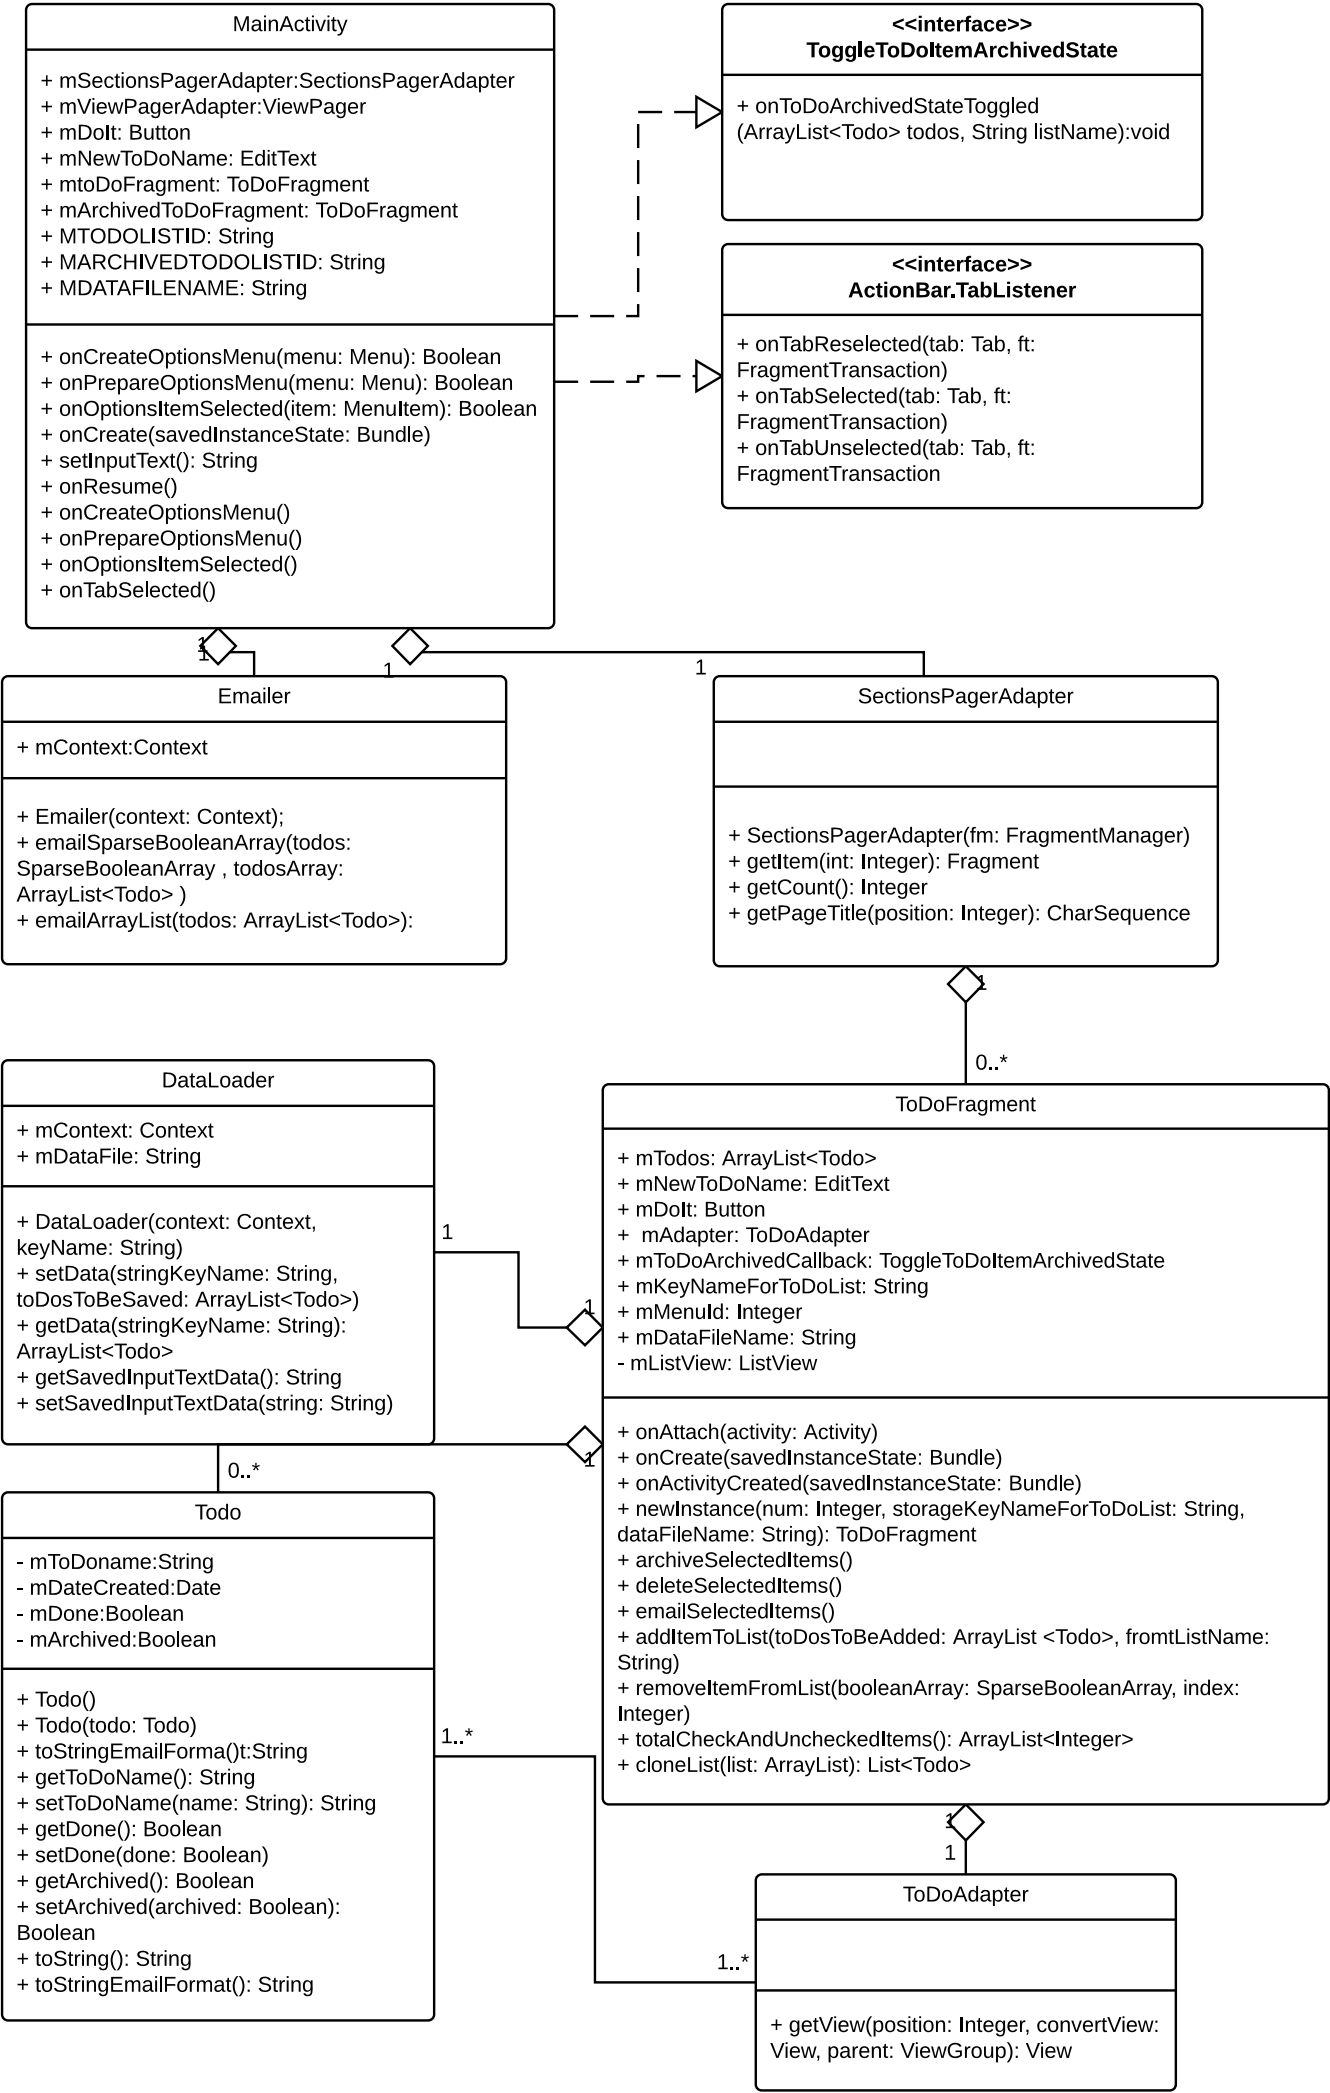 MainActivity
+ mSectionsPagerAdapter:SectionsPagerAdapter
+ mViewPagerAdapter:ViewPager
+ mDoIt: Button
+ mNewToDoName: EditText
+ mtoDoFragment: ToDoFragment
+ mArchivedToDoFragment: ToDoFragment
+ MTODOLISTID: String
+ MARCHIVEDTODOLISTID: String
+ MDATAFILENAME: String
+ onCreateOptionsMenu(menu: Menu): Boolean
+ onPrepareOptionsMenu(menu: Menu): Boolean
+ onOptionsItemSelected(item: MenuItem): Boolean
+ onCreate(savedInstanceState: Bundle)
+ setInputText(): String
+ onResume()
+ onCreateOptionsMenu()
+ onPrepareOptionsMenu()
+ onOptionsItemSelected()
+ onTabSelected()
<<interface>>
ToggleToDoItemArchivedState
+ onToDoArchivedStateToggled
(ArrayList<Todo> todos, String listName):void
<<interface>>
ActionBar.TabListener
+ onTabReselected(tab: Tab, ft:
FragmentTransaction)
+ onTabSelected(tab: Tab, ft:
FragmentTransaction)
+ onTabUnselected(tab: Tab, ft:
FragmentTransaction
1
1
1
1
Emailer
+ mContext:Context
+ Emailer(context: Context);
+ emailSparseBooleanArray(todos:
SparseBooleanArray , todosArray:
ArrayList<Todo> )
+ emailArrayList(todos: ArrayList<Todo>):
SectionsPagerAdapter
+ SectionsPagerAdapter(fm: FragmentManager)
+ getItem(int: Integer): Fragment
+ getCount(): Integer
+ getPageTitle(position: Integer): CharSequence
1
0..*
DataLoader
+ mContext: Context
+ mDataFile: String
+ DataLoader(context: Context,
keyName: String)
+ setData(stringKeyName: String,
toDosToBeSaved: ArrayList<Todo>)
+ getData(stringKeyName: String):
ArrayList<Todo>
+ getSavedInputTextData(): String
+ setSavedInputTextData(string: String)
1
1
1
0..*
ToDoFragment
+ mTodos: ArrayList<Todo>
+ mNewToDoName: EditText
+ mDoIt: Button
+  mAdapter: ToDoAdapter
+ mToDoArchivedCallback: ToggleToDoItemArchivedState
+ mKeyNameForToDoList: String
+ mMenuId: Integer
+ mDataFileName: String
- mListView: ListView
+ onAttach(activity: Activity)
+ onCreate(savedInstanceState: Bundle)
+ onActivityCreated(savedInstanceState: Bundle)
+ newInstance(num: Integer, storageKeyNameForToDoList: String,
dataFileName: String): ToDoFragment
+ archiveSelectedItems()
+ deleteSelectedItems()
+ emailSelectedItems()
+ addItemToList(toDosToBeAdded: ArrayList <Todo>, fromtListName:
String)
+ removeItemFromList(booleanArray: SparseBooleanArray, index:
Integer)
+ totalCheckAndUncheckedItems(): ArrayList<Integer>
+ cloneList(list: ArrayList): List<Todo>
Todo
- mToDoname:String
- mDateCreated:Date
- mDone:Boolean
- mArchived:Boolean
+ Todo()
+ Todo(todo: Todo)
+ toStringEmailForma()t:String
+ getToDoName(): String
+ setToDoName(name: String): String
+ getDone(): Boolean
+ setDone(done: Boolean)
+ getArchived(): Boolean
+ setArchived(archived: Boolean):
Boolean
+ toString(): String
+ toStringEmailFormat(): String
1..*
1..*
1
1
ToDoAdapter
+ getView(position: Integer, convertView:
View, parent: ViewGroup): View